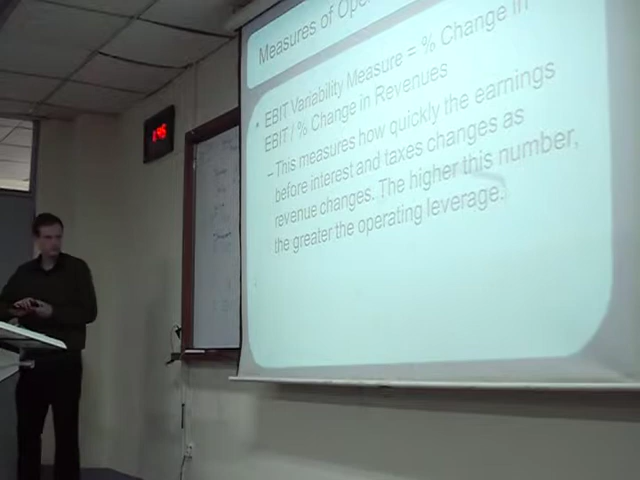 Measures of Ope
EBIT Variability Measure = % Change in
EBIT / % Change in Revenues
– This measures how quickly the earnings
before interest and taxes changes as
revenue changes. The higher this number,
the greater the operating leverage.